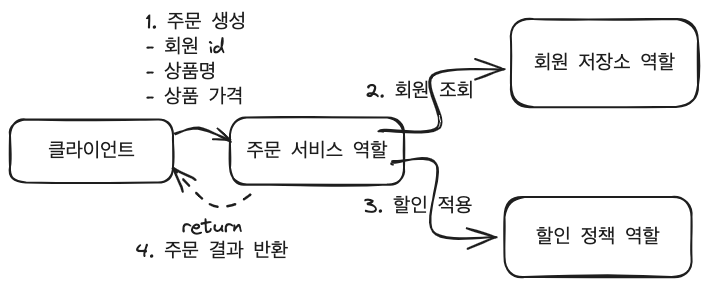 1. 주문 생성
- 회원 id
- 상품명
- 상품 가격
회원 저장소 역할
2. 회원 조회
클라이언트
주문 서비스 역할
3. 할인 적용
할인 정책 역할
return
4. 주문 결과 반환